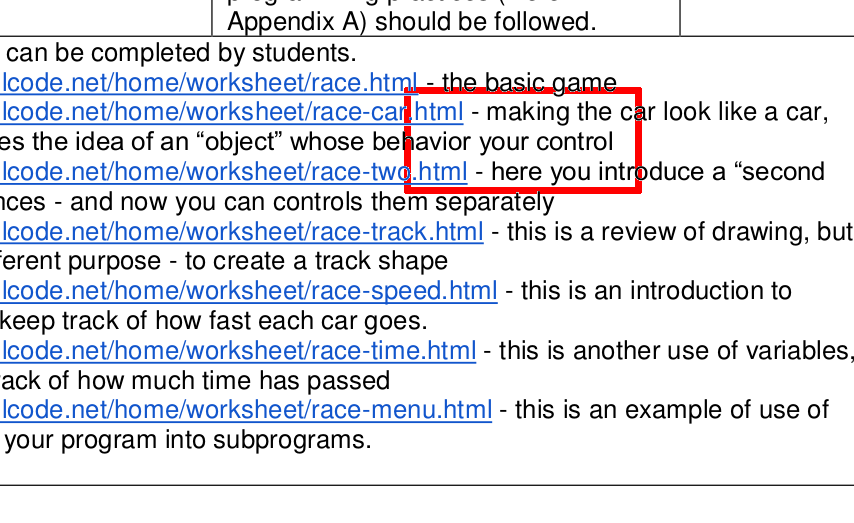 Appendix A) should be followed.
can be completed by students.
lcode.net/home/worksheet/race.html - the basic game
lcode.net/home/worksheet/race-car.html - making the car look like a car,
es the idea of an “object” whose behavior your control
lcode.net/home/worksheet/race-two.html - here you introduce a “second
nces - and now you can controls them separately
lcode.net/home/worksheet/race-track.html - this is a review of drawing, but
ferent purpose - to create a track shape
lcode.net/home/worksheet/race-speed.html - this is an introduction to
keep track of how fast each car goes.
lcode.net/home/worksheet/race-time.html - this is another use of variables,
rack of how much time has passed
lcode.net/home/worksheet/race-menu.html - this is an example of use of
your program into subprograms.